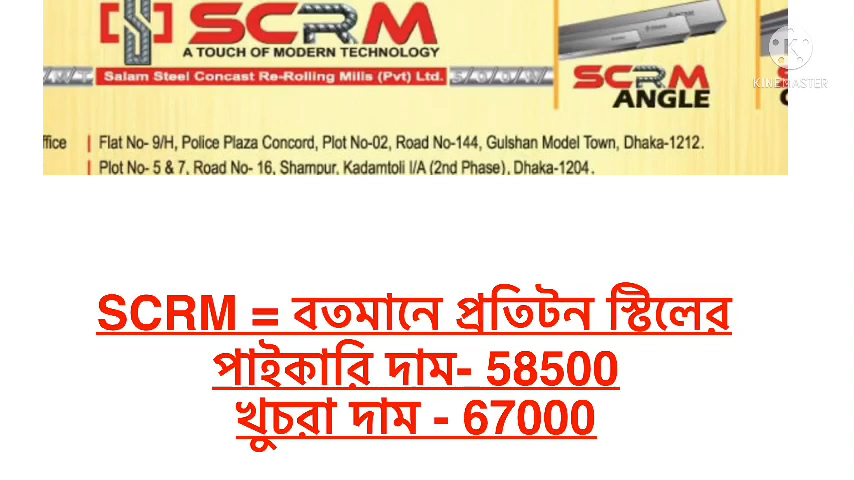 SCRM
A TOUCH OF MODERN TECHNOLOGY
Salam Steel Concast Re-Rolling Mills (Pvt) Ltd.
SCRM
ANGLE
KINEMASTER
ffice | Flat No- 9/H, Police Plaza Concord, Plot No-02, Road No-144, Gulshan Model Town, Dhaka-1212.
| Plot No- 5 & 7, Road No- 16, Shampur, Kadamtoli I/A (2nd Phase), Dhaka-1204.
SCRM = বতমানে প্রতিটন স্টিলের
পাইকারি দাম- 58500
খুচরা দাম - 67000